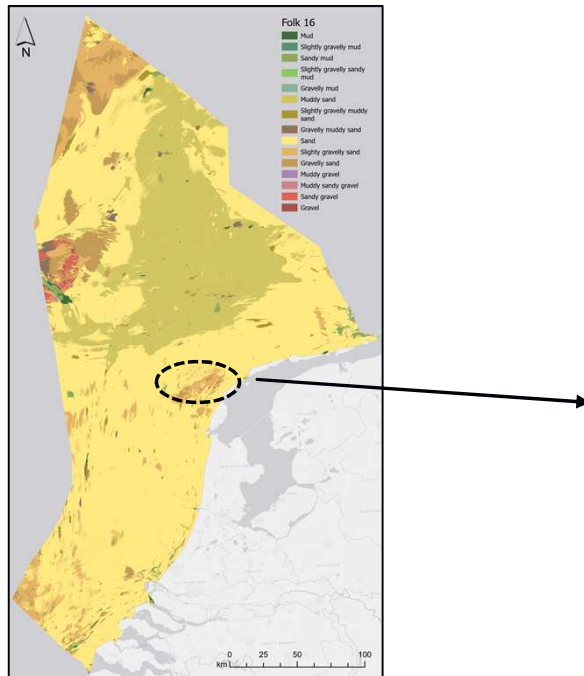 N
Folk 16
Mud
Slightly gravelly mud
Sandy mud
Slightly gravelly sandy
mud
Gravelly mud
Muddy sand
Slightly gravelly muddy
sand
Gravelly muddy sand
Sand
Slighty gravelly sand
Gravelly sand
Muddy gravel
Muddy sandy gravel
Sandy gravel
Gravel
0 25 50 100
km